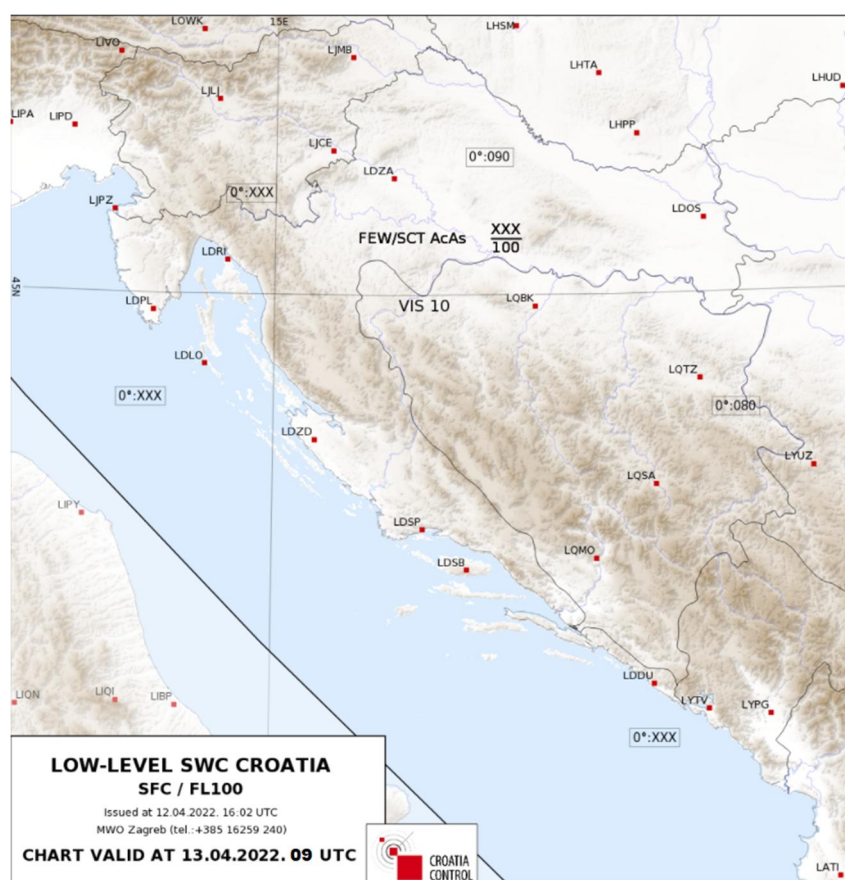 LOWK
15E
LHSM
LIVO
LJMB
LHTA
LHUD
LJLJ
LIPA
LIPD
LHPP
LJCE
0°:090
LDZA
0°:XXX
LJPZ
LDOS
FEW/SCT AcAs XXX
100
LDRI
45N
LDPL
VIS 10
LQBK
LDLO
LQTZ
0°:XXX
0°:080
LDZD
LYUZ
LQSA
LIPY
LDSP
LQMO
LDSB
LDDU
LIQN
LIQI
LIBP
LYTV
LYPG
0°:XXX
LOW-LEVEL SWC CROATIA
SFC / FL100
Issued at 12.04.2022. 16:02 UTC
MWO Zagreb (tel.:+385 16259 240)
CHART VALID AT 13.04.2022. 09 UTC
CROATIA
CONTROL
LATI